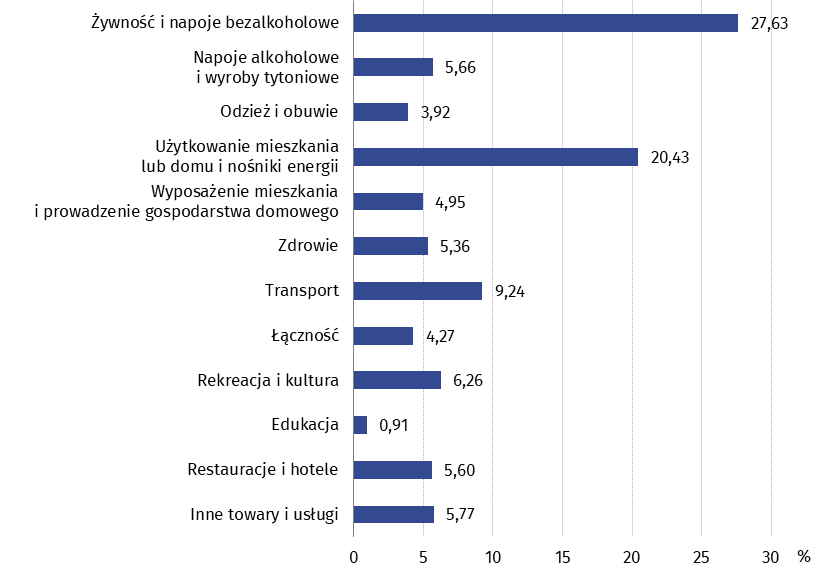 Żywność i napoje bezalkoholowe 27,63
Napoje alkoholowe
i wyroby tytoniowe 5,66
Odzież i obuwie 3,92
Użytkowanie mieszkania
lub domu i nośniki energii 20,43
Wyposażenie mieszkania
i prowadzenie gospodarstwa domowego 4,95
Zdrowie 5,36
Transport 9,24
Łączność 4,27
Rekreacja i kultura 6,26
Edukacja 0,91
Restauracje i hotele 5,60
Inne towary i usługi 5,77
0 5 10 15 20 25 30 %